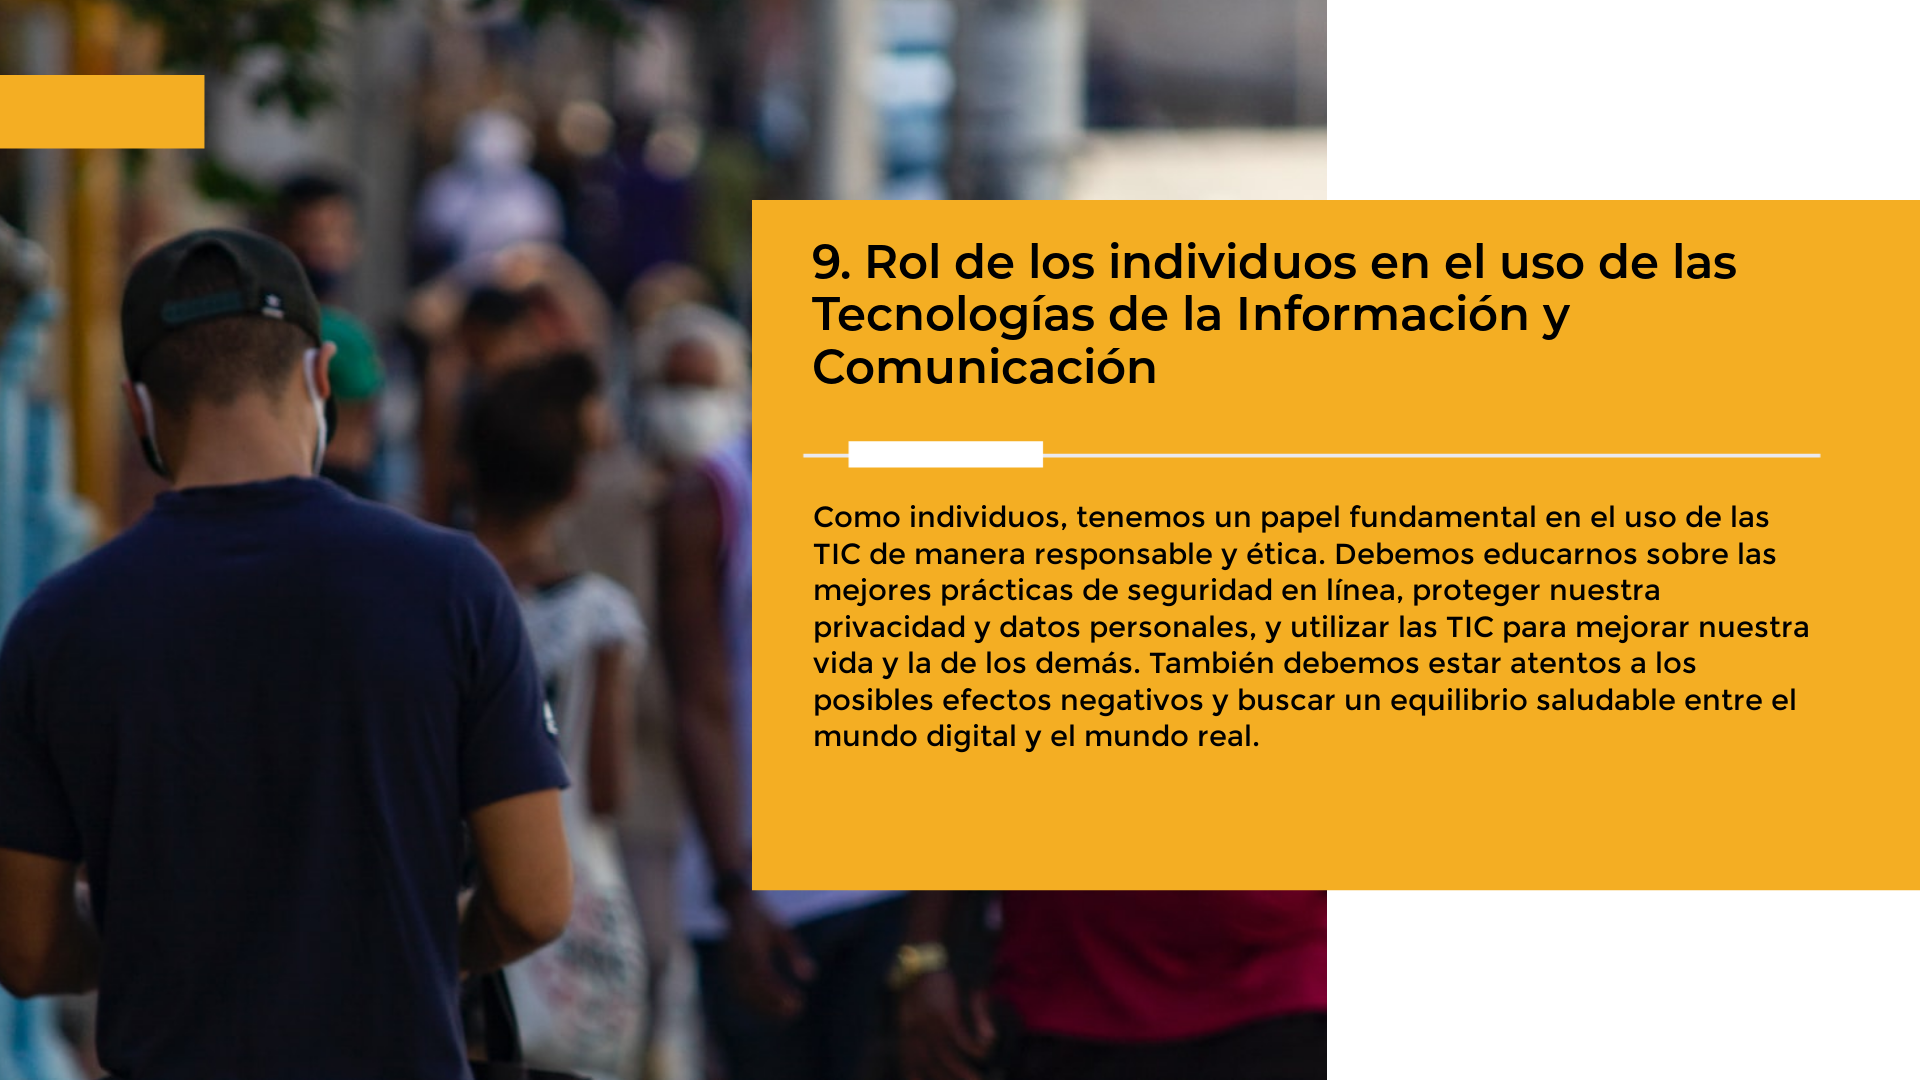 9. Rol de los individuos en el uso de las
Tecnologías de la Información y
Comunicación
Como individuos, tenemos un papel fundamental en el uso de las
TIC de manera responsable y ética. Debemos educarnos sobre las
mejores prácticas de seguridad en línea, proteger nuestra
privacidad y datos personales, y utilizar las TIC para mejorar nuestra
vida y la de los demás. También debemos estar atentos a los
posibles efectos negativos y buscar un equilibrio saludable entre el
mundo digital y el mundo real.